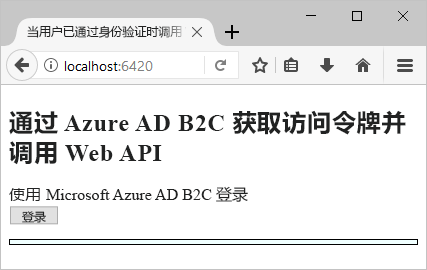 当用户已通过身份验证时调用
localhost:6420
通过 Azure AD B2C 获取访问令牌并
调用 Web API
使用 Microsoft Azure AD B2C 登录
登录